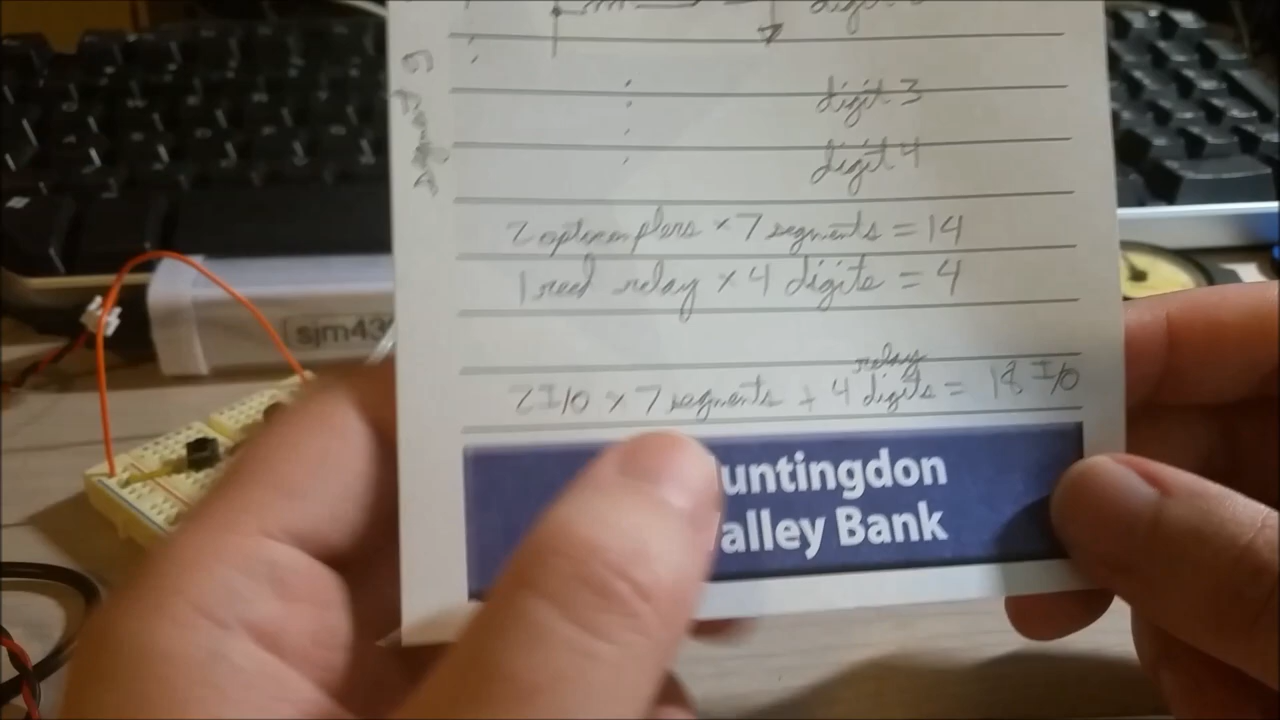 digit 3
digit 4
2 optocouplers × 7 segments = 14
1 reed relay × 4 digits = 4
relay
2 I/O × 7 segments + 4 digits = 18 I/O
untingdon
alley Bank
sjm43